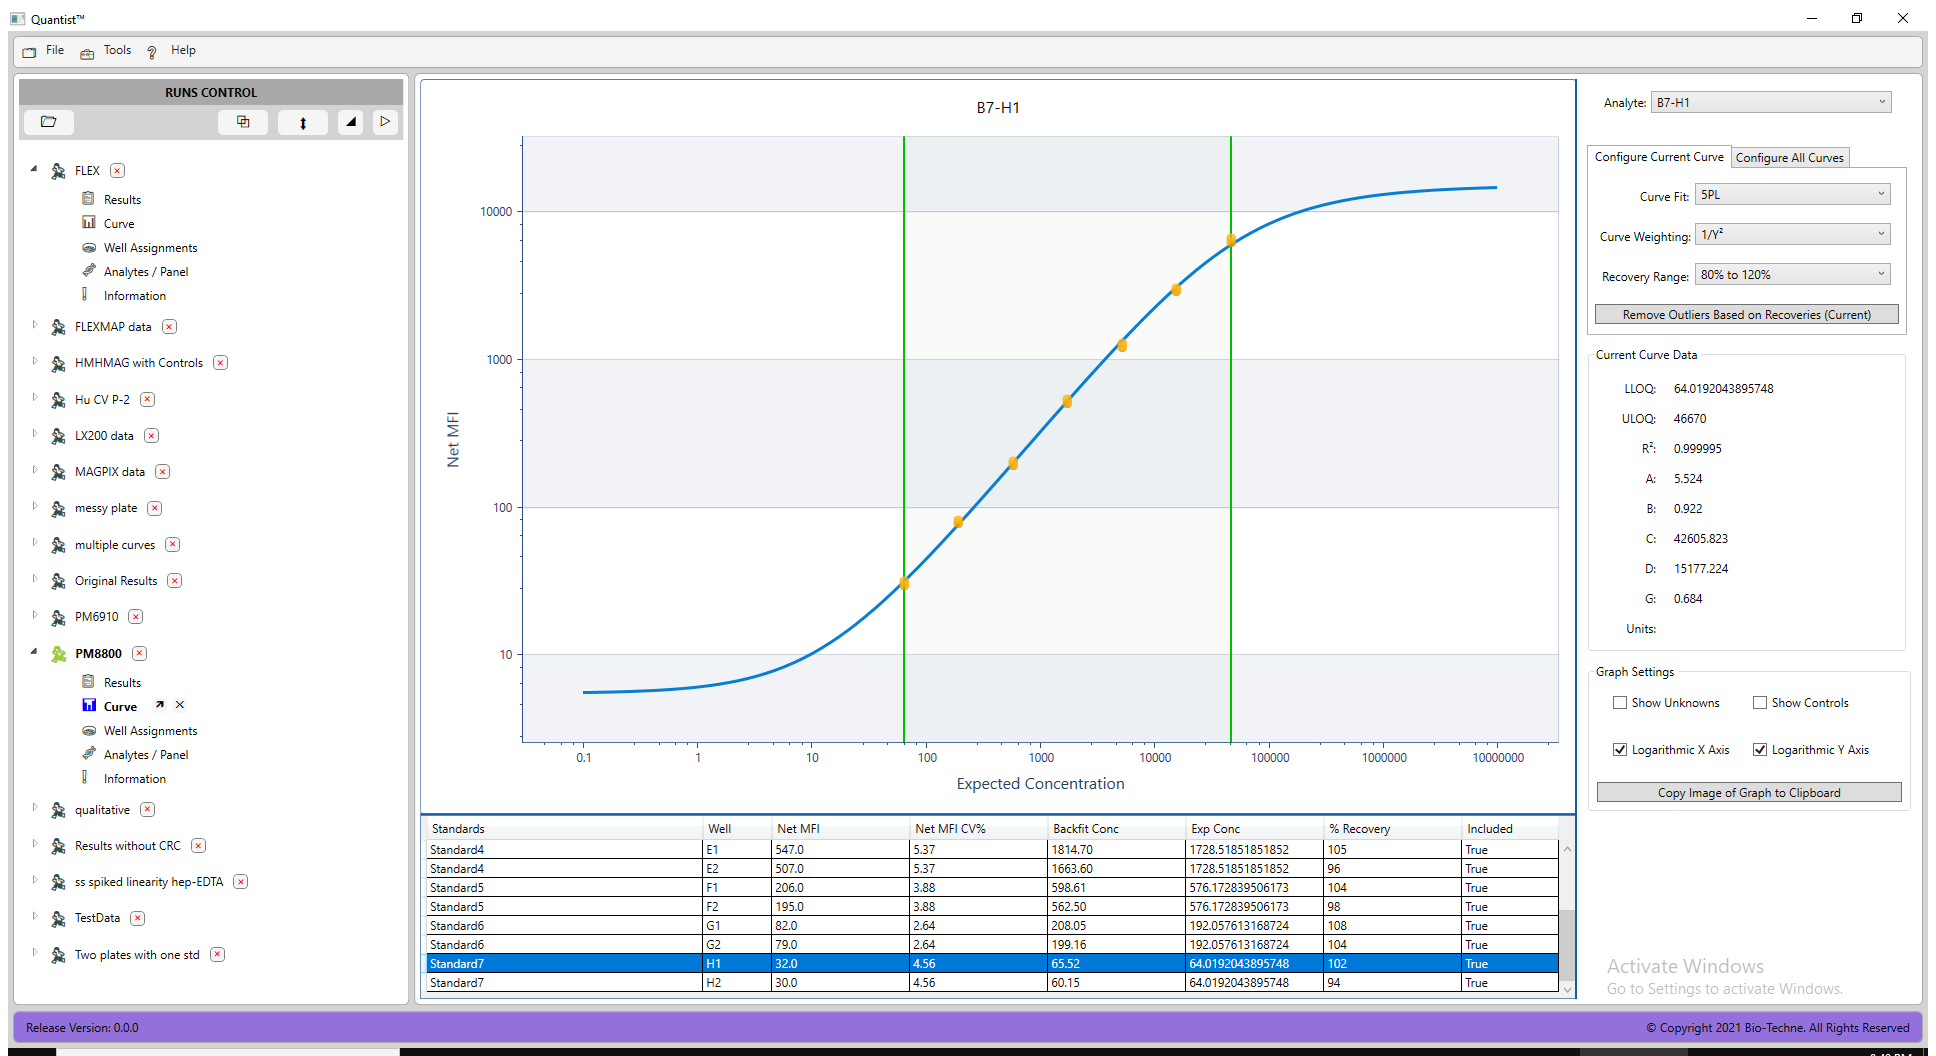 Quantist™
File Tools Help
RUNS CONTROL
FLEX
Results
Curve
Well Assignments
Analytes / Panel
Information
FLEXMAP data
HMHMAG with Controls
Hu CV P-2
LX200 data
MAGPIX data
messy plate
multiple curves
Original Results
PM6910
PM8800
Results
Curve
Well Assignments
Analytes / Panel
Information
qualitative
Results without CRC
ss spiked linearity hep-EDTA
TestData
Two plates with one std
B7-H1
Net MFI
10000
1000
100
10
0.1 1 10 100 1000 10000 100000 1000000 10000000
Expected Concentration
Standards Well Net MFI Net MFI CV% Backfit Conc Exp Conc % Recovery Included
Standard4 E1 547.0 5.37 1814.70 1728.51851851852 105 True
Standard4 E2 507.0 5.37 1663.60 1728.51851851852 96 True
Standard5 F1 206.0 3.88 598.61 576.172839506173 104 True
Standard5 F2 195.0 3.88 562.50 576.172839506173 98 True
Standard6 G1 82.0 2.64 208.05 192.057613168724 108 True
Standard6 G2 79.0 2.64 199.16 192.057613168724 104 True
Standard7 H1 32.0 4.56 65.52 64.0192043895748 102 True
Standard7 H2 30.0 4.56 60.15 64.0192043895748 94 True
Analyte: B7-H1
Configure Current Curve Configure All Curves
Curve Fit: 5PL
Curve Weighting: 1/Y²
Recovery Range: 80% to 120%
Remove Outliers Based on Recoveries (Current)
Current Curve Data
LLOQ: 64.0192043895748
ULOQ: 46670
R²: 0.999995
A: 5.524
B: 0.922
C: 42605.823
D: 15177.224
G: 0.684
Units:
Graph Settings
Show Unknowns Show Controls
Logarithmic X Axis Logarithmic Y Axis
Copy Image of Graph to Clipboard
Activate Windows
Go to Settings to activate Windows.
Release Version: 0.0.0
© Copyright 2021 Bio-Techne. All Rights Reserved